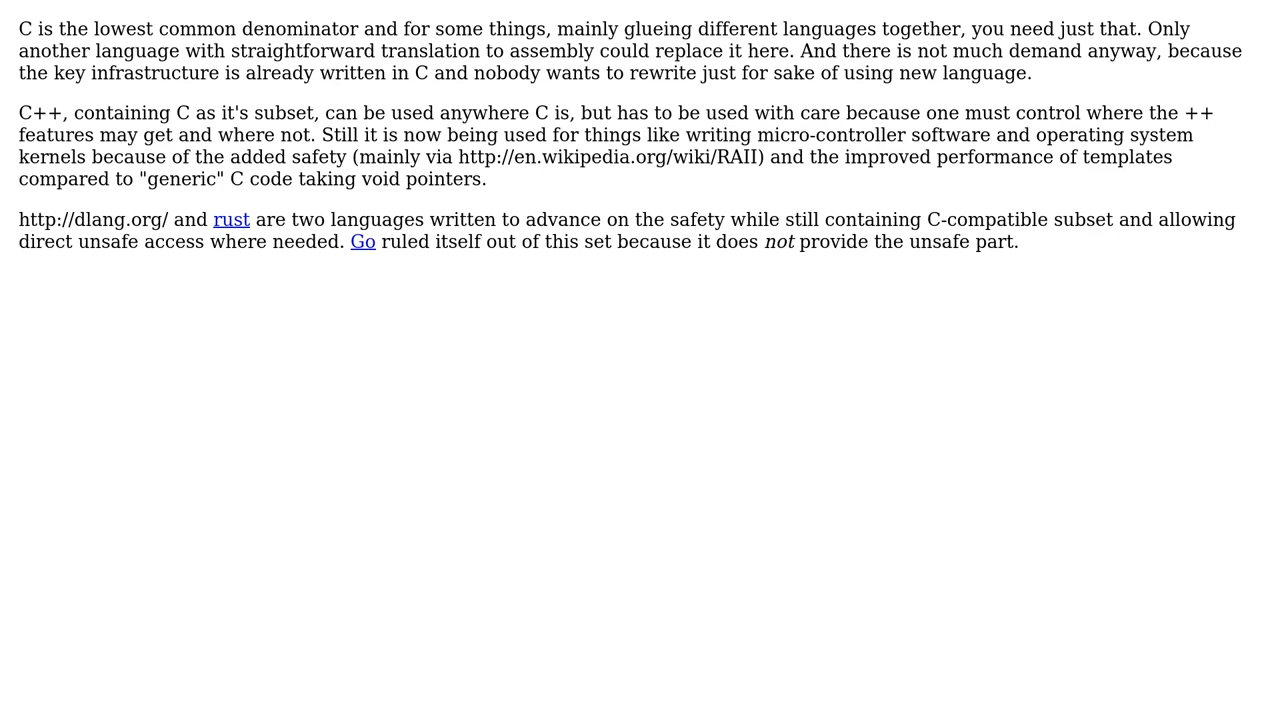 C is the lowest common denominator and for some things, mainly glueing different languages together, you need just that. Only
another language with straightforward translation to assembly could replace it here. And there is not much demand anyway, because
the key infrastructure is already written in C and nobody wants to rewrite just for sake of using new language.
C++, containing C as it's subset, can be used anywhere C is, but has to be used with care because one must control where the ++
features may get and where not. Still it is now being used for things like writing micro-controller software and operating system
kernels because of the added safety (mainly via http://en.wikipedia.org/wiki/RAII) and the improved performance of templates
compared to "generic" C code taking void pointers.
http://dlang.org/ and rust are two languages written to advance on the safety while still containing C-compatible subset and allowing
direct unsafe access where needed. Go ruled itself out of this set because it does not provide the unsafe part.